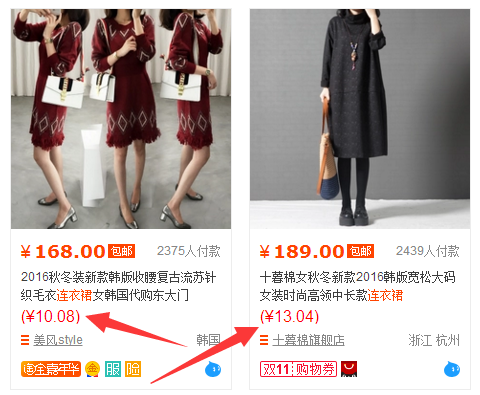 ¥168.00 包邮 2375人付款
2016秋冬装新款韩版收腰复古流苏针
织毛衣连衣裙女韩国代购东大门
(¥10.08)
美风style 韩国
淘全青年华 金 服 险
¥189.00 包邮 2439人付款
十暮棉女秋冬新款2016韩版宽松大码
女装时尚高领中长款连衣裙
(¥13.04)
十暮棉旗舰店 浙江 杭州
双11 购物券